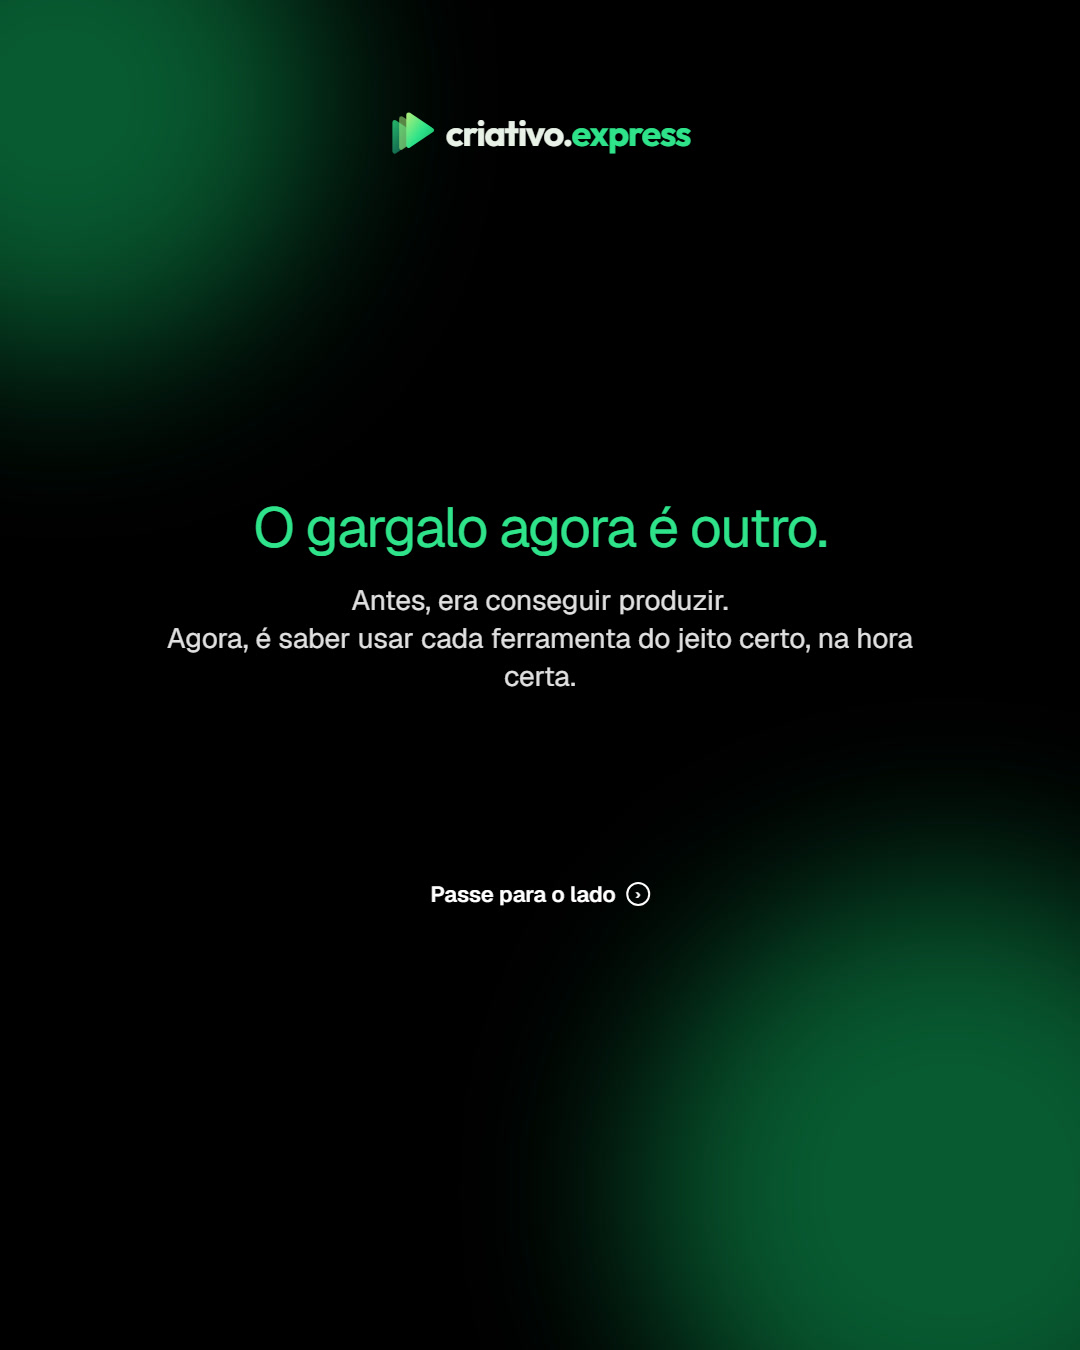 criativo.express
O gargalo agora é outro.
Antes, era conseguir produzir.
Agora, é saber usar cada ferramenta do jeito certo, na hora
certa.
Passe para o lado